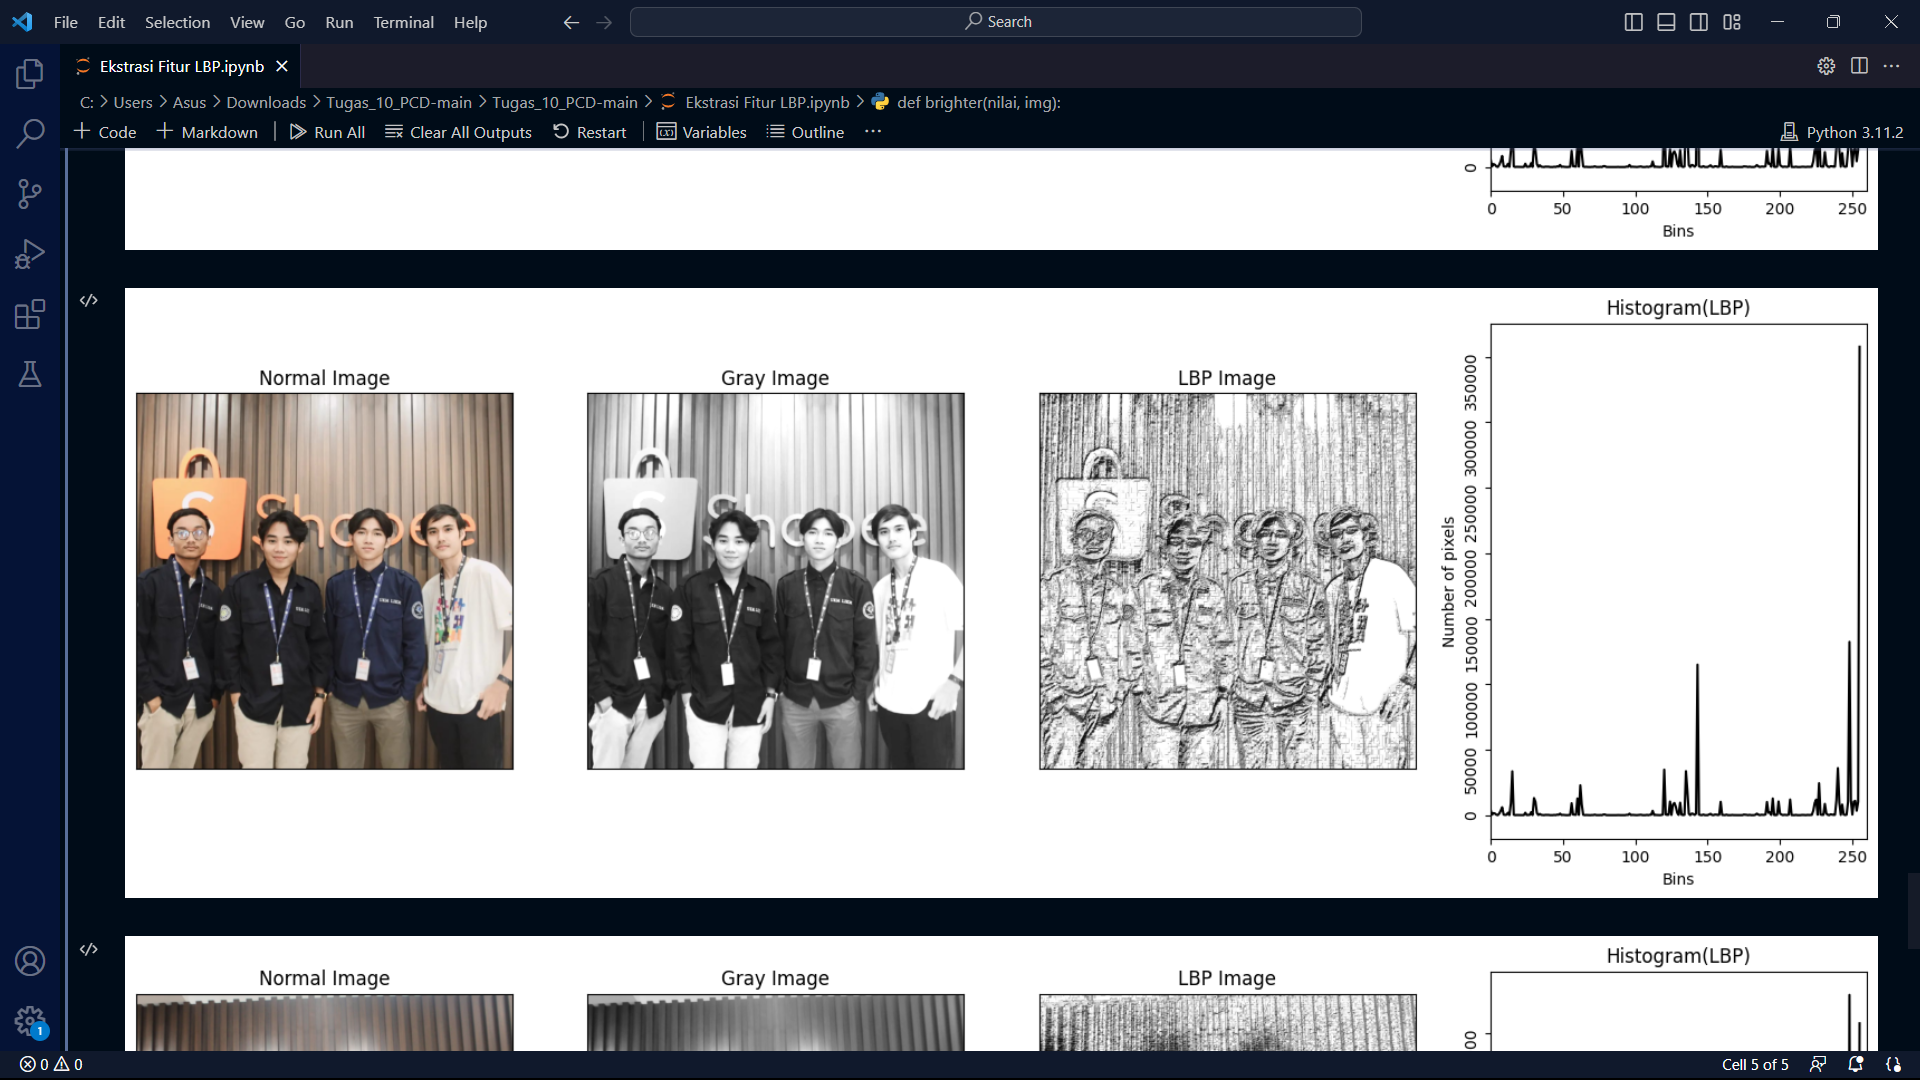 File Edit Selection View Go Run Terminal Help
Search
Ekstrasi Fitur LBP.ipynb
C: > Users > Asus > Downloads > Tugas_10_PCD-main > Tugas_10_PCD-main > Ekstrasi Fitur LBP.ipynb > def brighter(nilai, img):
+ Code + Markdown | Run All Clear All Outputs Restart | Variables Outline ...
Python 3.11.2
0
0 50 100 150 200 250
Bins
Histogram(LBP)
Normal Image
Gray Image
LBP Image
Shopee
Shopee
Number of pixels
350000
300000
250000
200000
150000
100000
50000
0
0 50 100 150 200 250
Bins
Histogram(LBP)
Normal Image
Gray Image
LBP Image
00
1
0 0
Cell 5 of 5